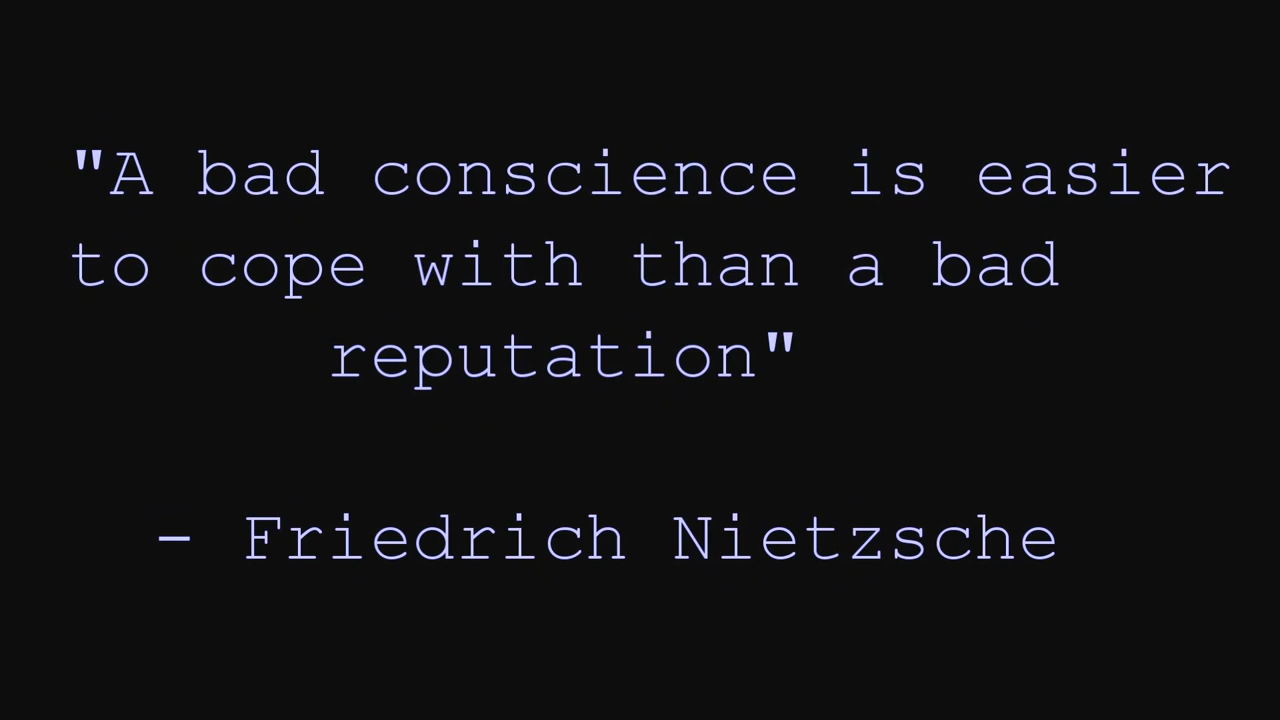 "A bad conscience is easier
to cope with than a bad
reputation"
- Friedrich Nietzsche